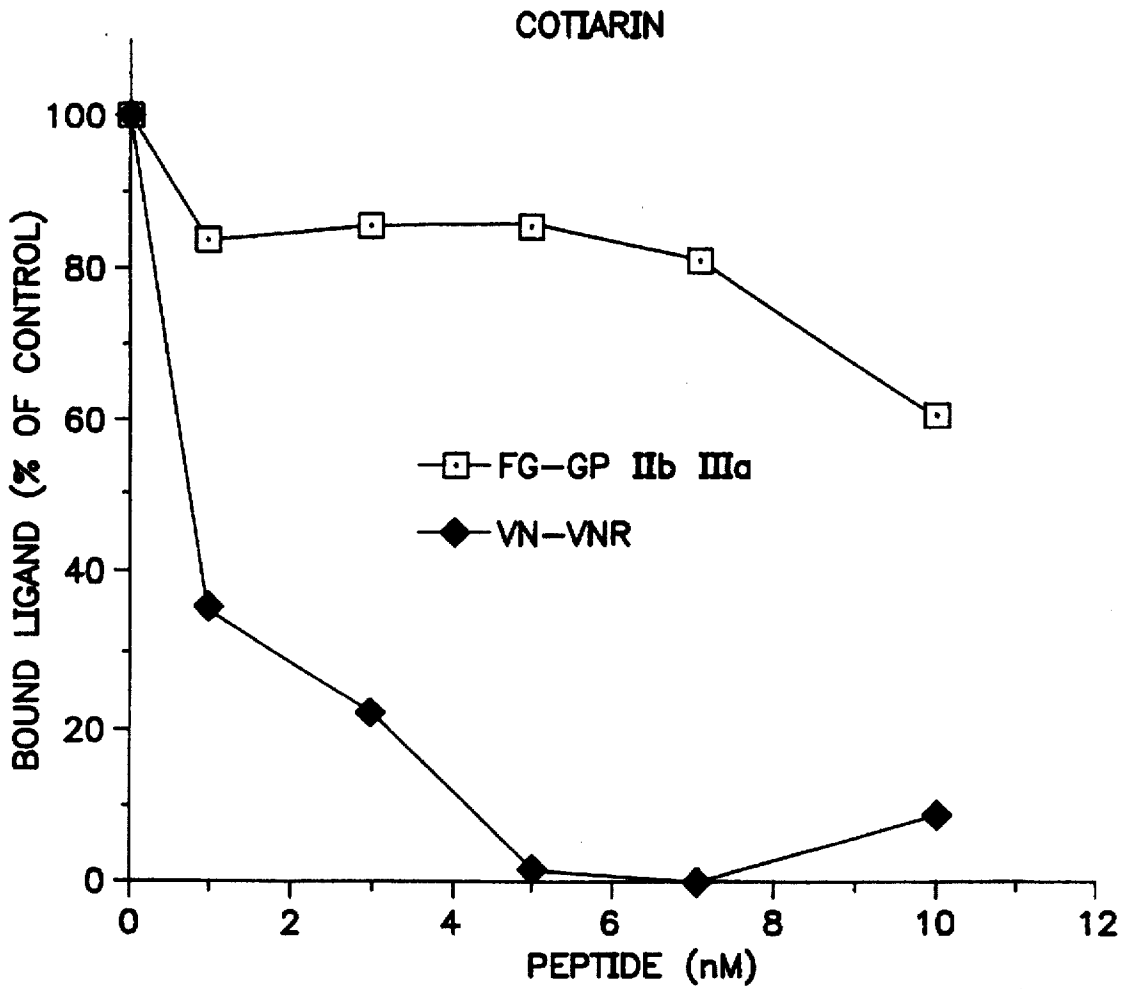 COTIARIN
BOUND LIGAND (% OF CONTROL)
100
80
60
40
20
0
FG–GP IIb IIIa
VN–VNR
0 2 4 6 8 10 12
PEPTIDE (nM)